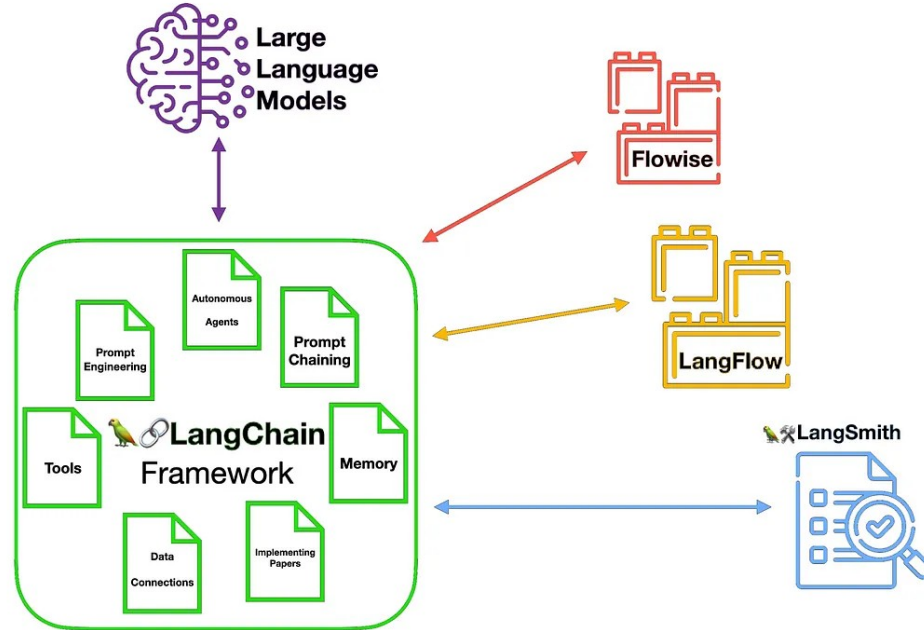 Large
Language
Models
Flowise
LangFlow
LangSmith
Autonomous
Agents
Prompt
Engineering
Prompt
Chaining
LangChain
Framework
Tools
Memory
Data
Connections
Implementing
Papers